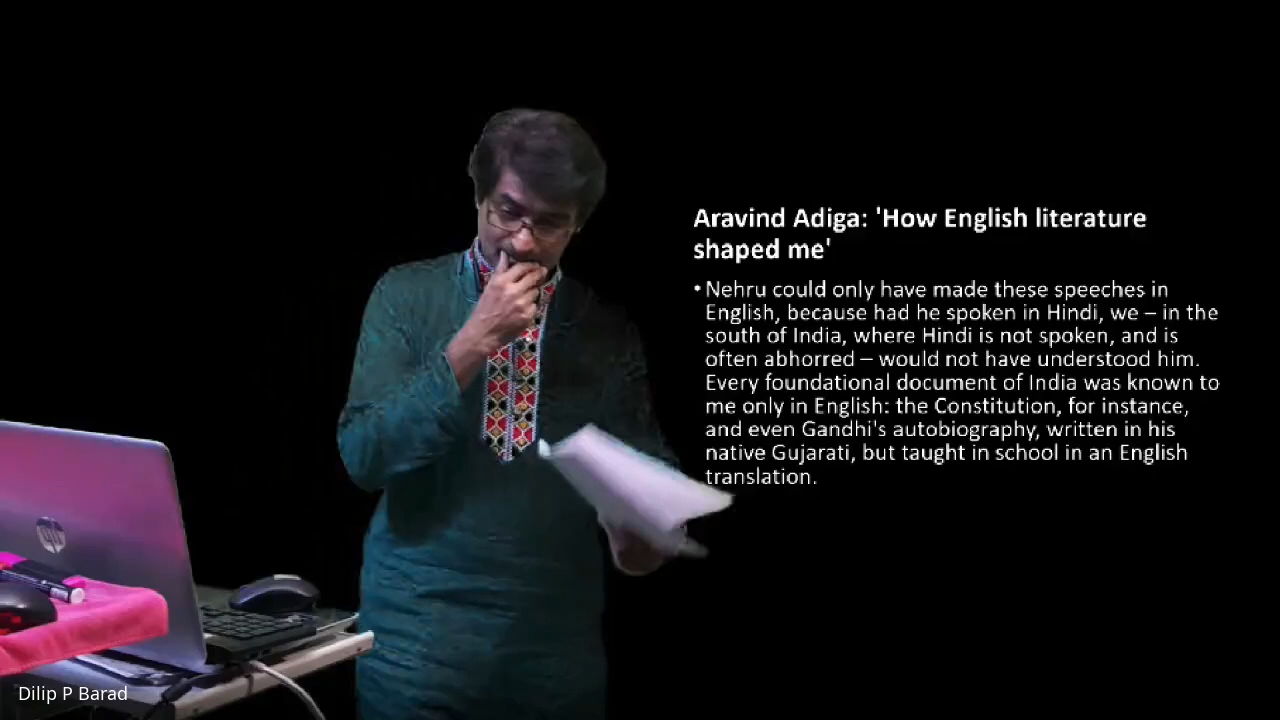 Aravind Adiga: 'How English literature
shaped me'
• Nehru could only have made these speeches in
English, because had he spoken in Hindi, we – in the
south of India, where Hindi is not spoken, and is
often abhorred – would not have understood him.
Every foundational document of India was known to
me only in English: the Constitution, for instance,
and even Gandhi's autobiography, written in his
native Gujarati, but taught in school in an English
translation.
hp
Dilip P Barad